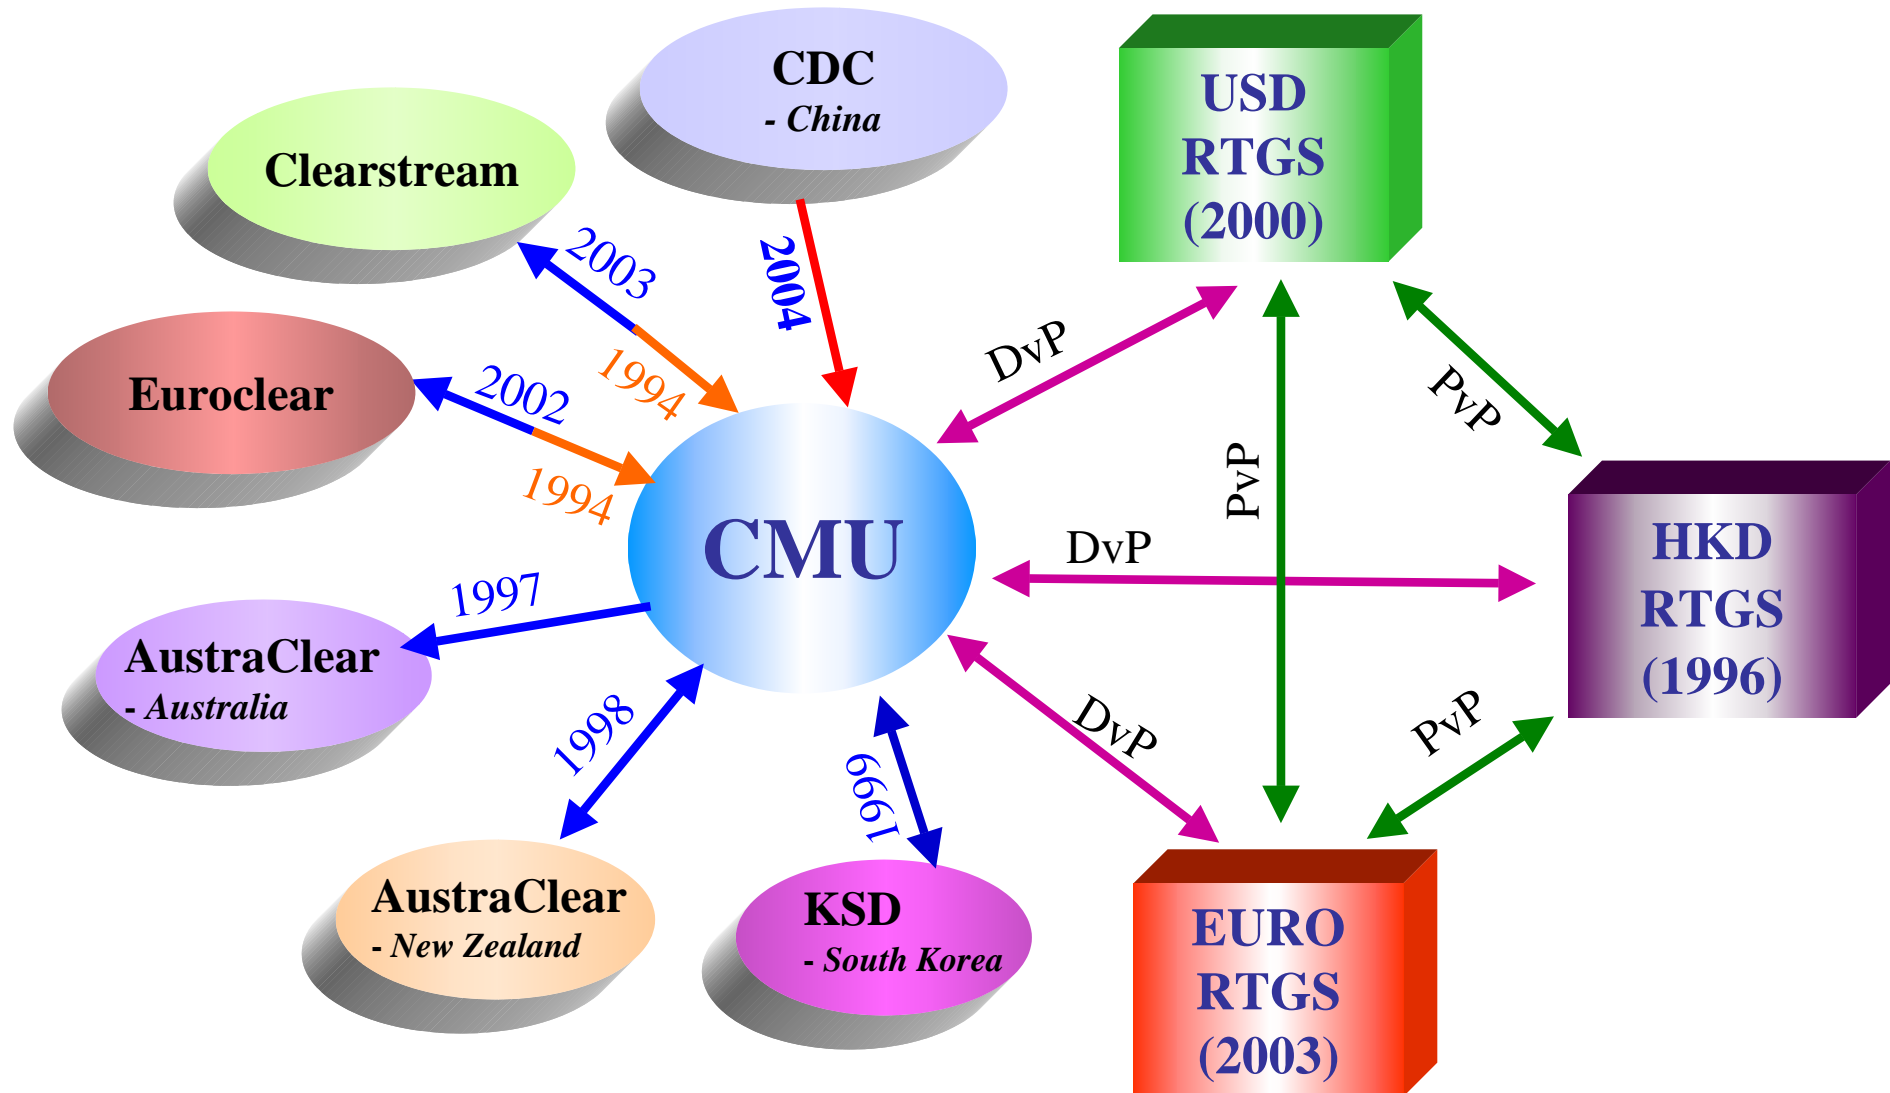 CDC
- China
USD
RTGS
(2000)
Clearstream
2003
2004
1994
DvP
PvP
Euroclear
2002
1994
PvP
CMU
DvP
HKD
RTGS
(1996)
1997
AustraClear
- Australia
1998
1999
DvP
PvP
AustraClear
- New Zealand
KSD
- South Korea
EURO
RTGS
(2003)